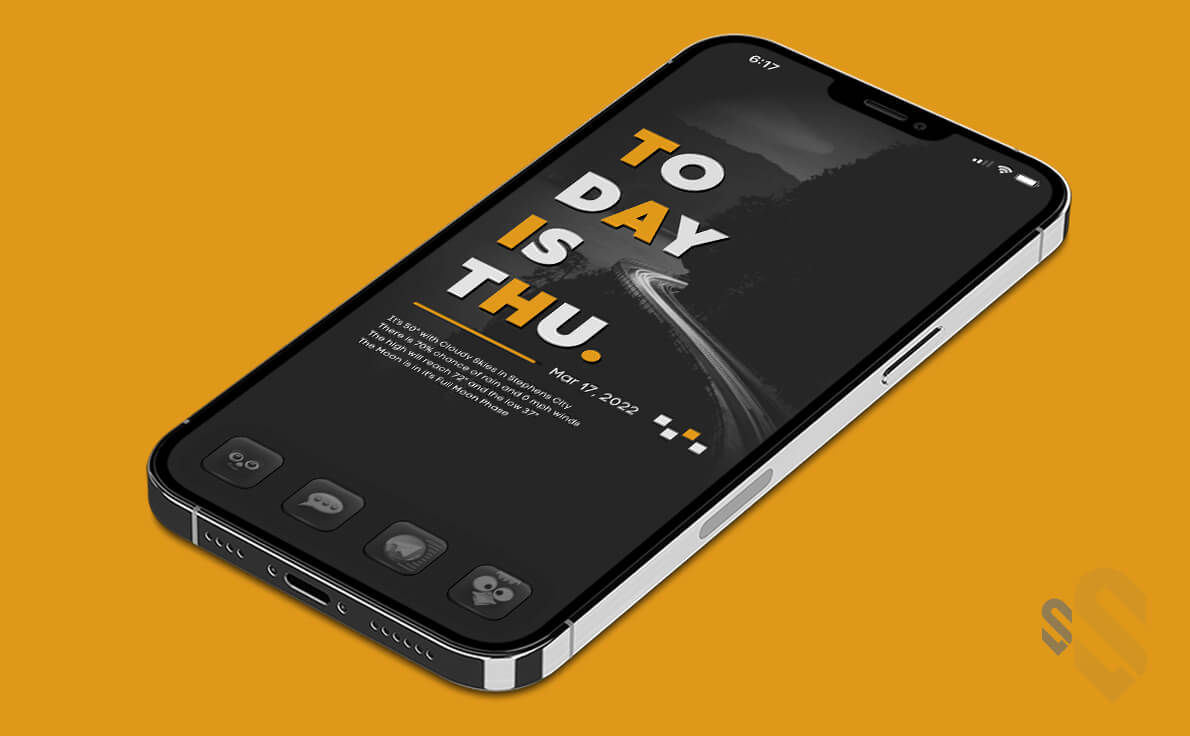 6:17
TO
DAY
IS
THU.
It's 50° with Cloudy Skies in Stephens City
There is 70% chance of rain and 0 mph winds
The high will reach 72° and the low 37°
The Moon is in it's Full Moon Phase
Mar 17, 2022